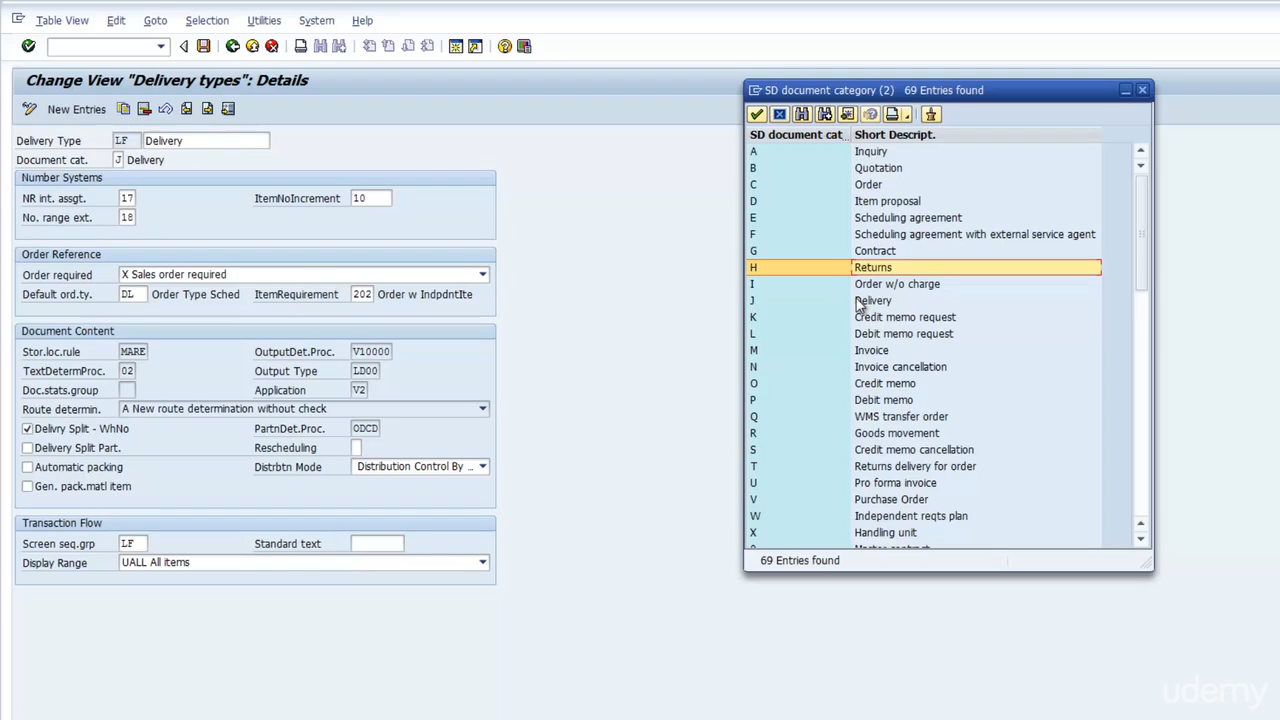 Table View Edit Goto Selection Utilities System Help
Change View "Delivery types": Details
New Entries
Delivery Type LF Delivery
Document cat. J Delivery
Number Systems
NR int. assgt. 17 ItemNoIncrement 10
No. range ext. 18
Order Reference
Order required X Sales order required
Default ord.ty. DL Order Type Sched ItemRequirement 202 Order w IndpdntIte
Document Content
Stor.loc.rule MARE OutputDet.Proc. V10000
TextDetermProc. 02 Output Type LD00
Doc.stats.group Application V2
Route determin. A New route determination without check
Delivry Split - WhNo PartnDet.Proc. ODCD
Delivery Split Part. Rescheduling
Automatic packing Distrbtn Mode Distribution Control By ...
Gen. pack.matl item
Transaction Flow
Screen seq.grp LF Standard text
Display Range UALL All items
SD document category (2) 69 Entries found
SD document cat... Short Descript.
A Inquiry
B Quotation
C Order
D Item proposal
E Scheduling agreement
F Scheduling agreement with external service agent
G Contract
H Returns
I Order w/o charge
J Delivery
K Credit memo request
L Debit memo request
M Invoice
N Invoice cancellation
O Credit memo
P Debit memo
Q WMS transfer order
R Goods movement
S Credit memo cancellation
T Returns delivery for order
U Pro forma invoice
V Purchase Order
W Independent reqts plan
X Handling unit
69 Entries found
udemy